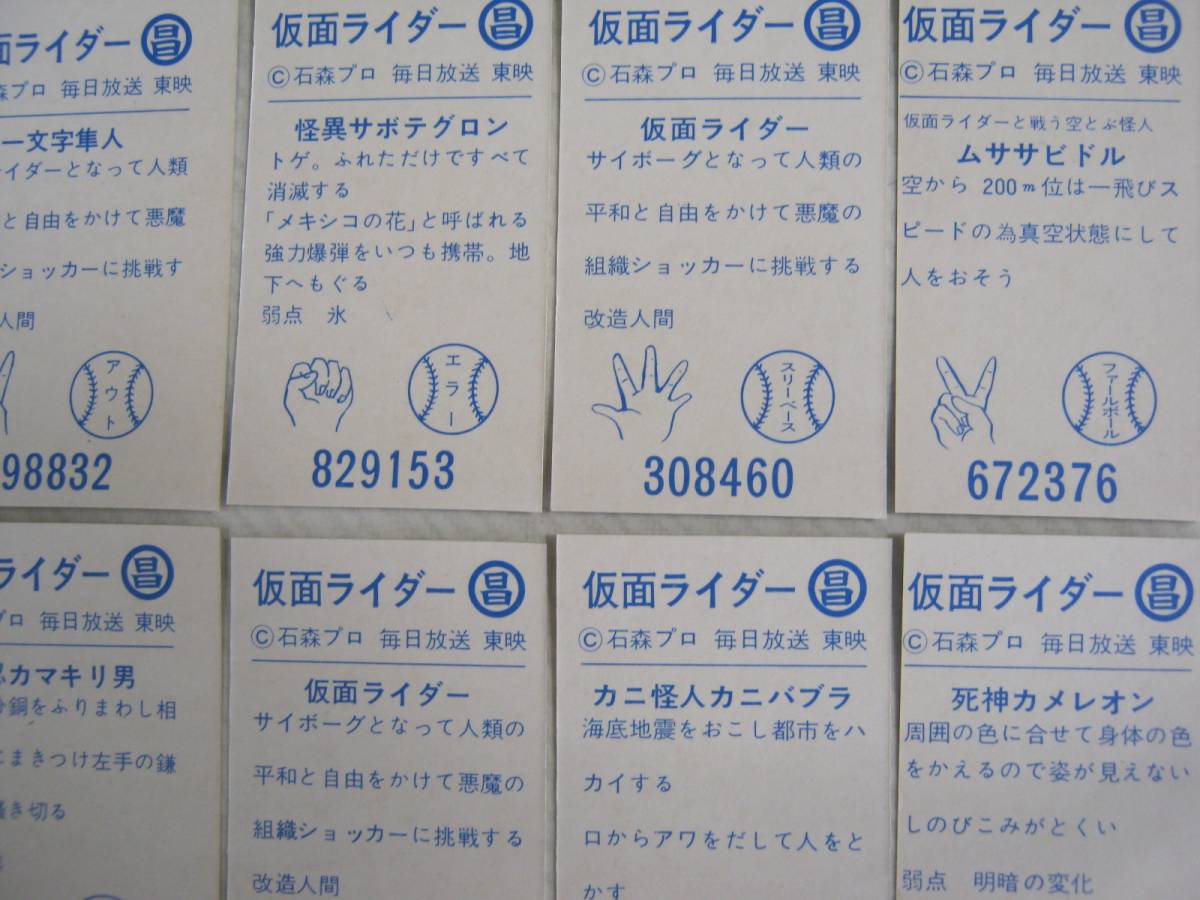 面ライダー 昌
森プロ 毎日放送 東映
一文字隼人
イダーとなって人類
と自由をかけて悪魔
ショッカーに挑戦す
人間
アウト
98832
仮面ライダー 昌
©石森プロ 毎日放送 東映
怪異サボテグロン
トゲ。ふれただけですべて
消滅する
「メキシコの花」と呼ばれる
強力爆弾をいつも携帯。地
下へもぐる
弱点 氷
エラー
829153
仮面ライダー 昌
©石森プロ 毎日放送 東映
仮面ライダー
サイボーグとなって人類の
平和と自由をかけて悪魔の
組織ショッカーに挑戦する
改造人間
スリーベース
308460
仮面ライダー 昌
©石森プロ 毎日放送 東映
仮面ライダーと戦う空とぶ怪人
ムササビドル
空から 200m位は一飛びス
ピードの為真空状態にして
人をおそう
ファールボール
672376
ライダー 昌
プロ 毎日放送 東映
カマキリ男
銅をふりまわし相
まきつけ左手の鎌
き切る
仮面ライダー 昌
©石森プロ 毎日放送 東映
仮面ライダー
サイボーグとなって人類の
平和と自由をかけて悪魔の
組織ショッカーに挑戦する
改造人間
仮面ライダー 昌
©石森プロ 毎日放送 東映
カニ怪人カニバブラ
海底地震をおこし都市をハ
カイする
口からアワをだして人をと
かす
仮面ライダー 昌
©石森プロ 毎日放送 東映
死神カメレオン
周囲の色に合せて身体の色
をかえるので姿が見えない
しのびこみがとくい
弱点 明暗の変化